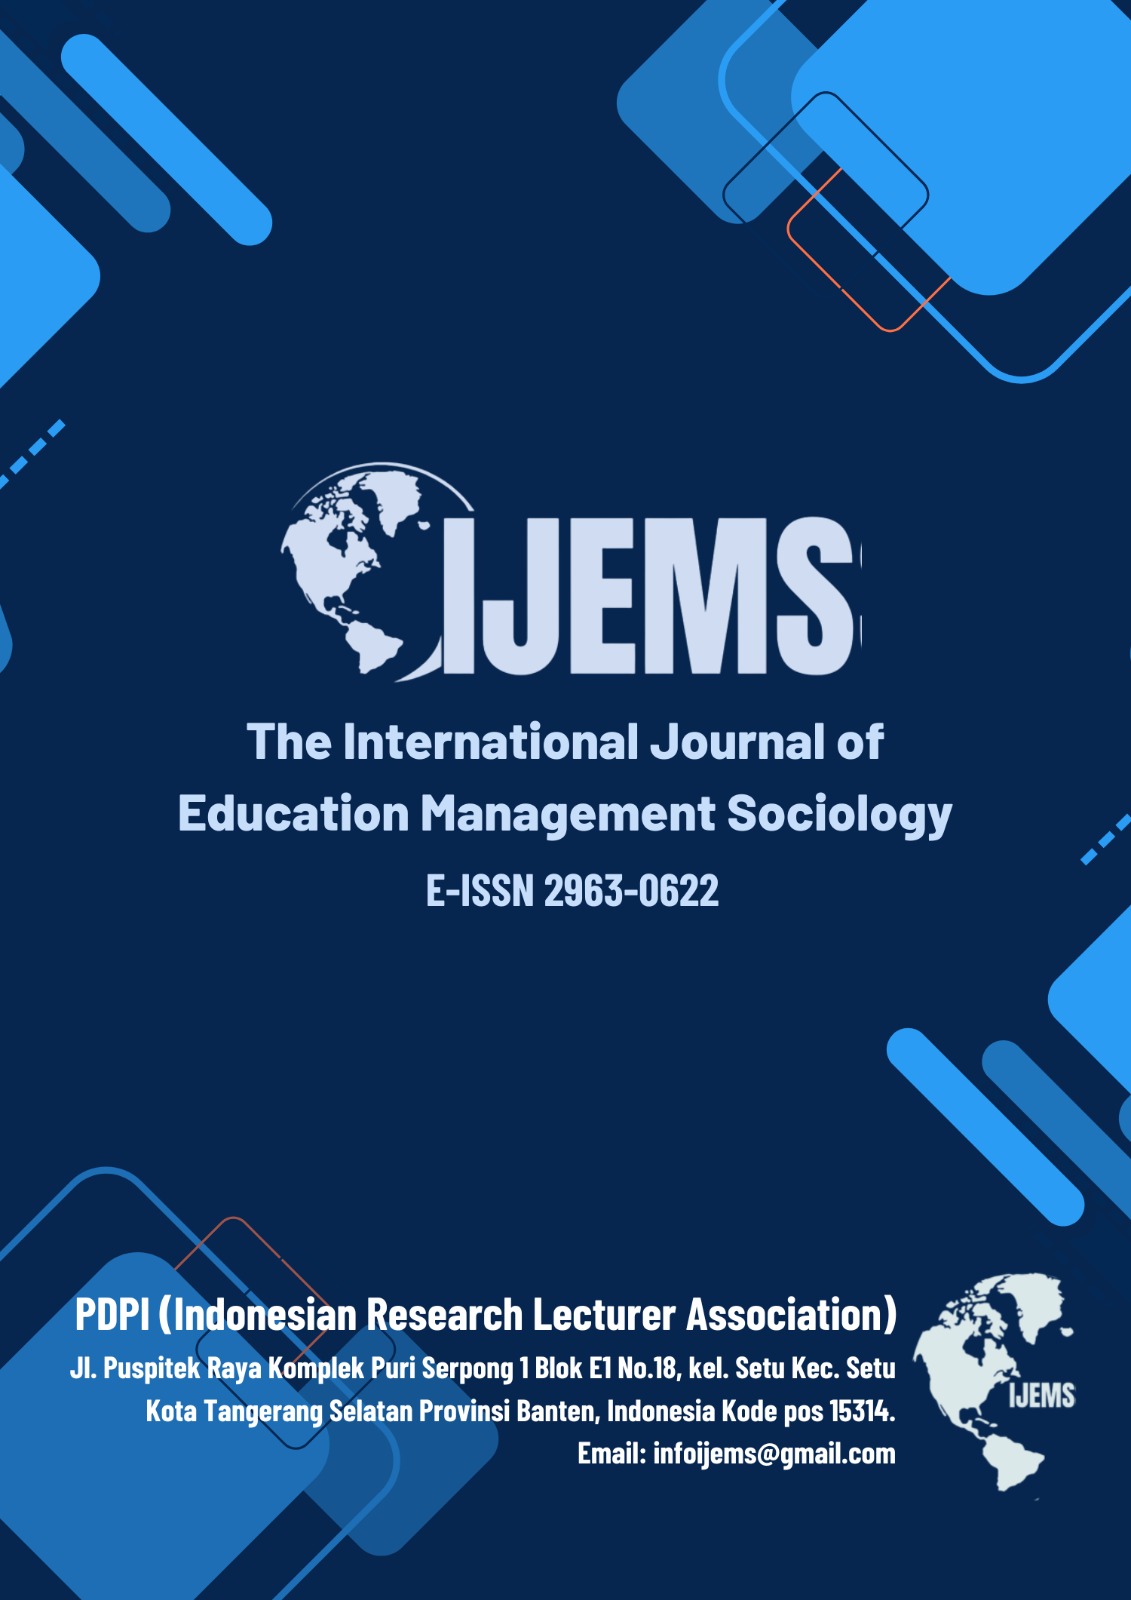 IJEMS
The International Journal of
Education Management Sociology
E-ISSN 2963-0622
PDPI (Indonesian Research Lecturer Association)
Jl. Puspitek Raya Komplek Puri Serpong 1 Blok E1 No.18, kel. Setu Kec. Setu
Kota Tangerang Selatan Provinsi Banten, Indonesia Kode pos 15314.
Email: infoijems@gmail.com
IJEMS